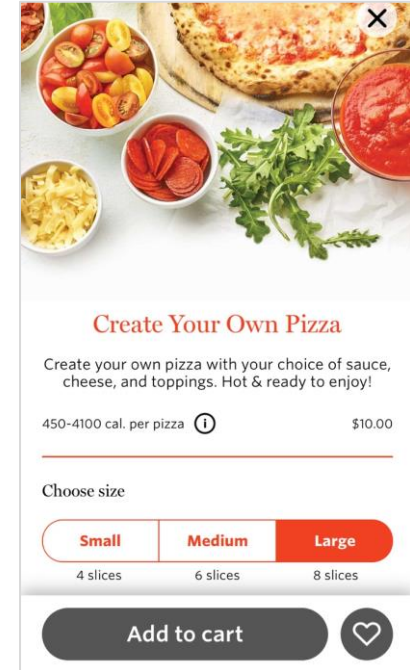 Create Your Own Pizza
Create your own pizza with your choice of sauce,
cheese, and toppings. Hot & ready to enjoy!
450-4100 cal. per pizza i $10.00
Choose size
Small Medium Large
4 slices 6 slices 8 slices
Add to cart